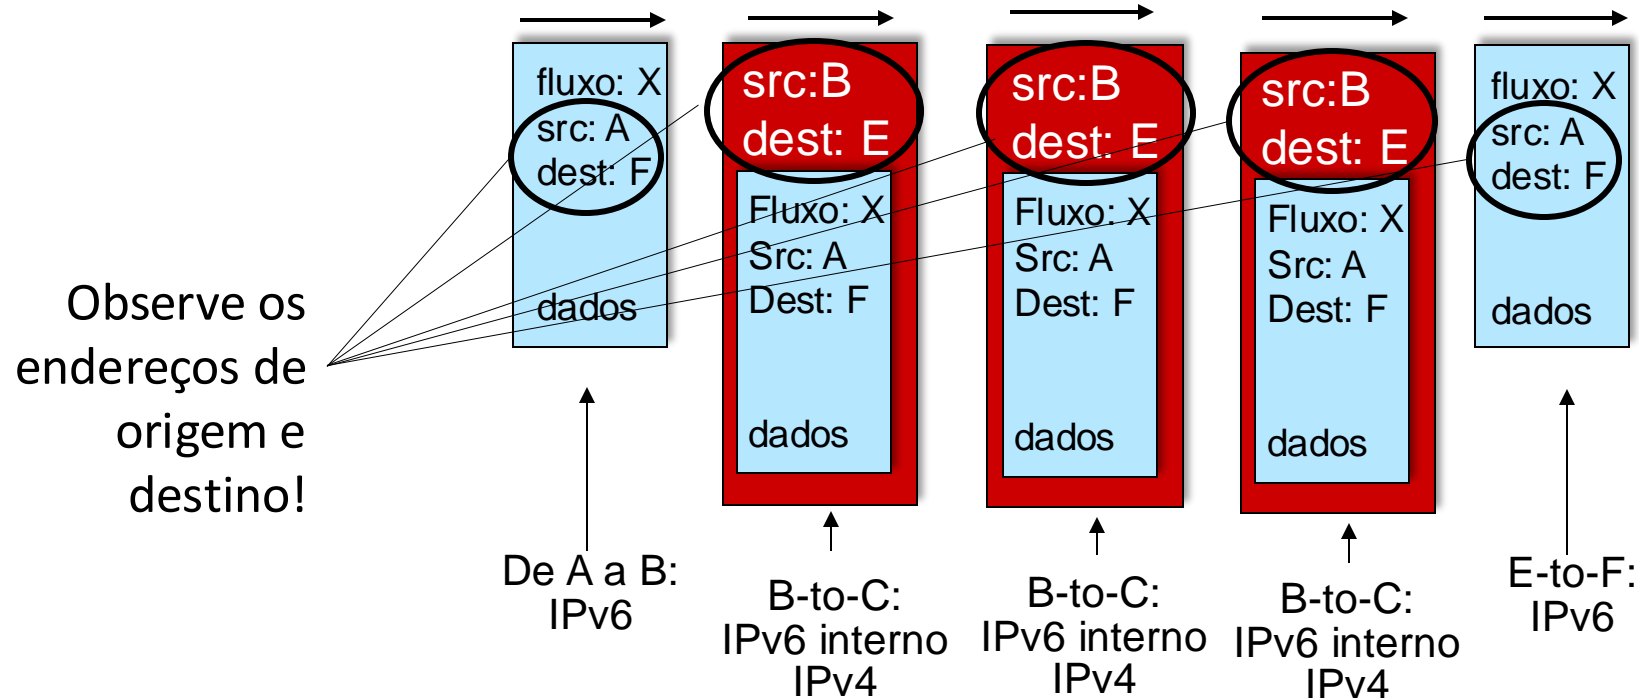 fluxo: X
src: A
dest: F
dados
src:B
dest: E
Fluxo: X
Src: A
Dest: F
dados
src:B
dest: E
Fluxo: X
Src: A
Dest: F
dados
src:B
dest: E
Fluxo: X
Src: A
Dest: F
dados
fluxo: X
src: A
dest: F
dados
Observe os
endereços de
origem e
destino!
De A a B:
IPv6
B-to-C:
IPv6 interno
IPv4
B-to-C:
IPv6 interno
IPv4
B-to-C:
IPv6 interno
IPv4
E-to-F:
IPv6